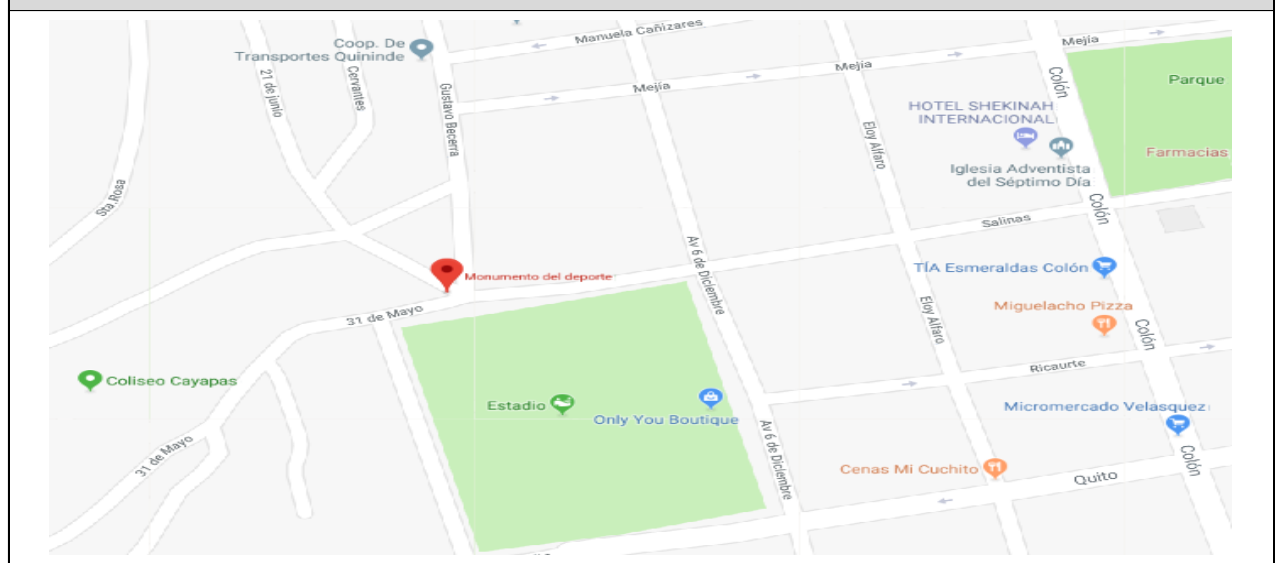 Manuela Cañizares
Mejía
Coop. De
Transportes Quininde
Mejía
Mejía
Parque
21 de junio
Cervantes
Gustavo Becerra
Colón
HOTEL SHEKINAH
INTERNACIONAL
Eloy Alfaro
Iglesia Adventista
del Séptimo Día
Farmacias
Sta.Rosa
Colón
Salinas
Av 6 de Diciembre
Monumento del deporte
TÍA Esmeraldas Colón
31 de Mayo
Eloy Alfaro
Miguelacho Pizza
Colón
Ricaurte
Coliseo Cayapas
Estadio
Only You Boutique
Micromercado Velasquez
31 de Mayo
Av 6 de Diciembre
Cenas Mi Cuchito
Quito
Colón